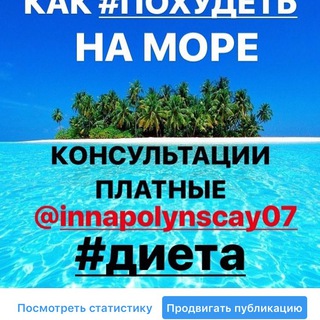 КАК #ПОХУДЕТЬ
НА МОРЕ
КОНСУЛЬТАЦИИ
ПЛАТНЫЕ
@innapolynscay07
#диета
Посмотреть статистику
Продвигать публикацию